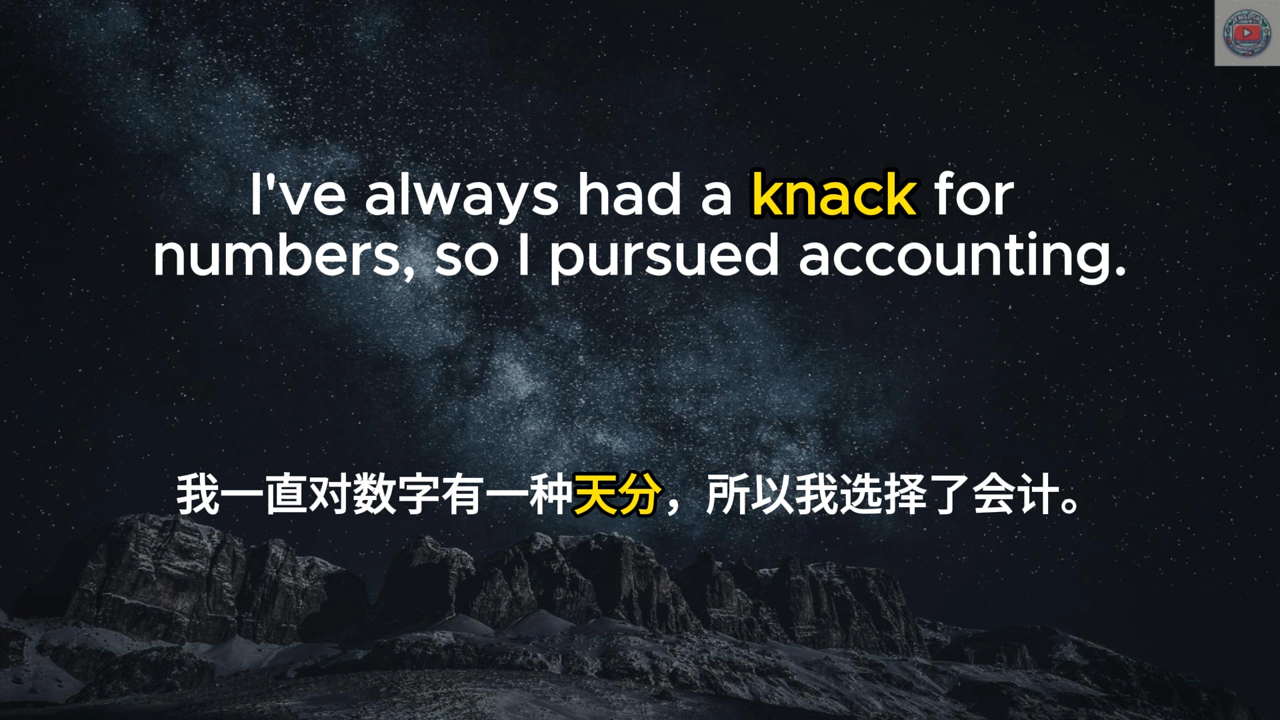 I've always had a knack for
numbers, so I pursued accounting.
我一直对数字有一种天分，所以我选择了会计。